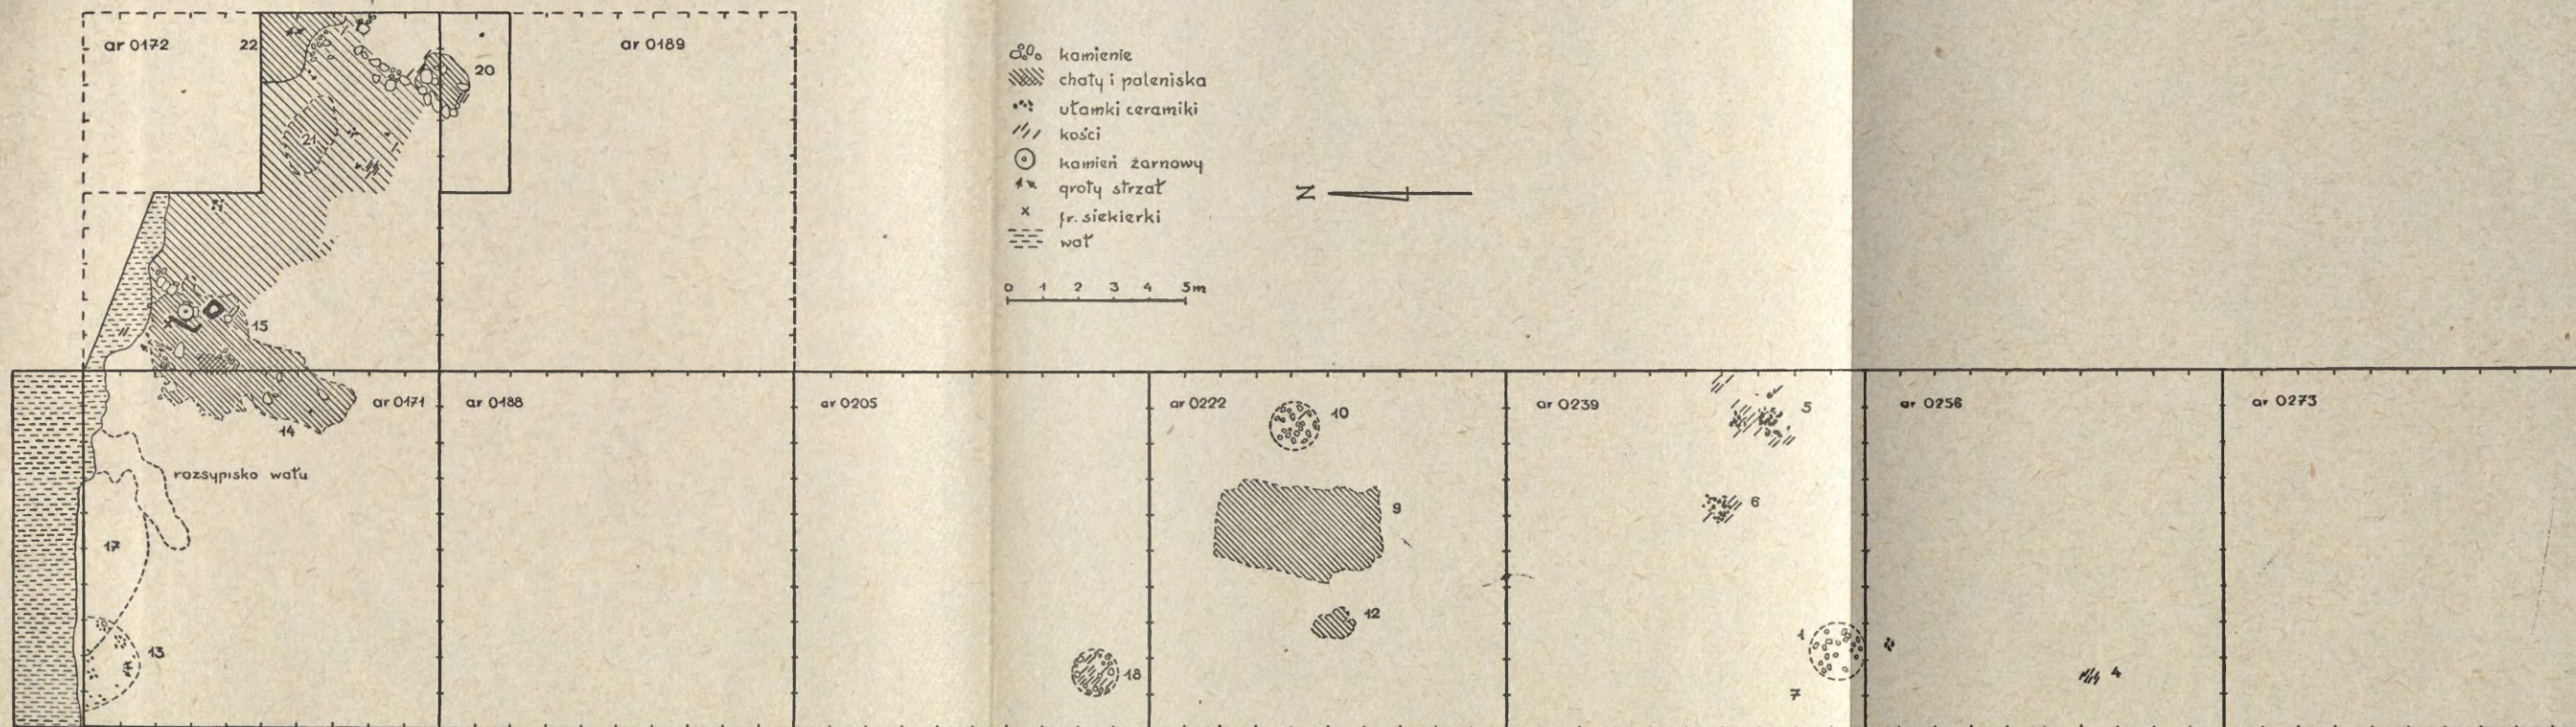 ar 0172
22
20
ar 0189
21
kamienie
chaty i paleniska
ułamki ceramiki
kości
kamień żarnowy
groty strzał
fr. siekierki
wał
N
0 1 2 3 4 5m
15
ar 0171
ar 0188
ar 0205
ar 0222
10
ar 0239
5
ar 0256
ar 0273
14
rozsypisko wału
6
9
17
12
13
1
18
4
7